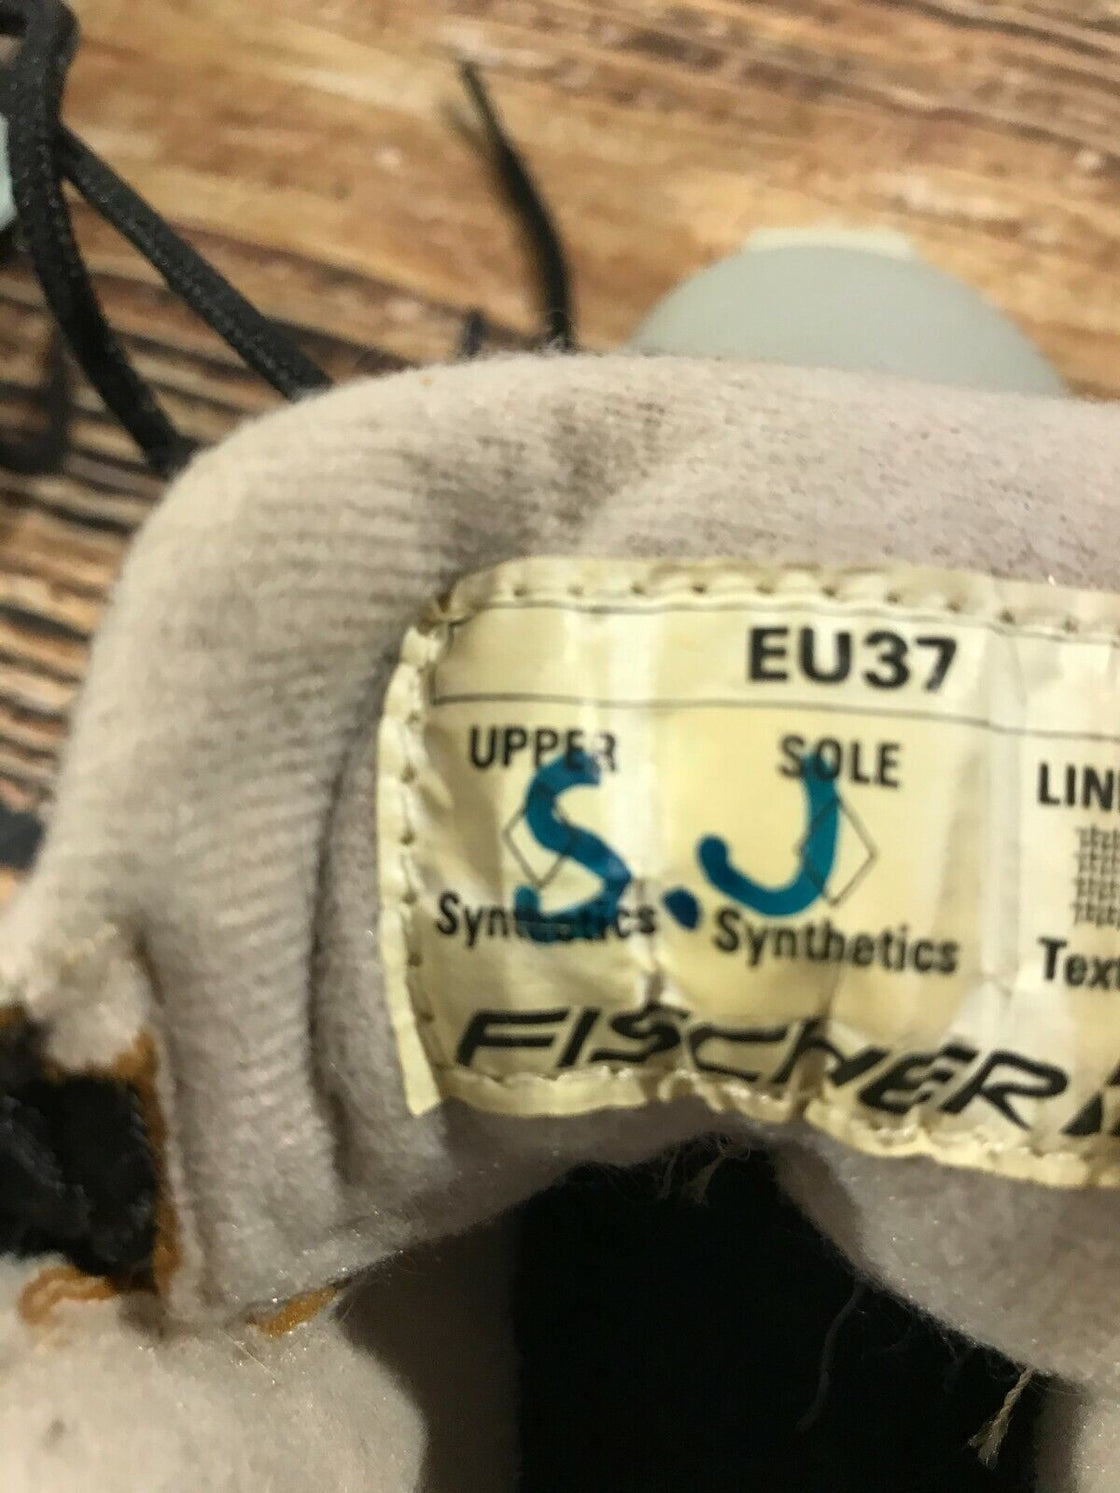 EU37
UPPER SOLE
S.J
Synthetics Synthetics
FISCHER